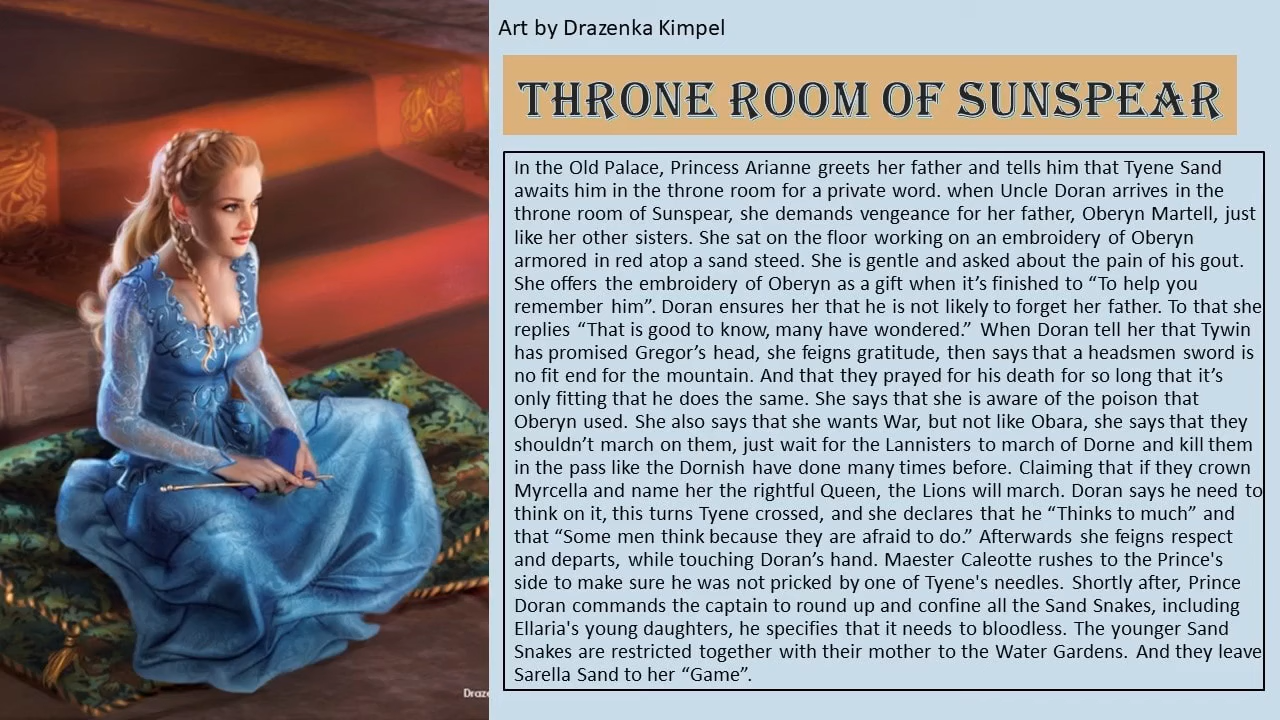 Art by Drazenka Kimpel
THRONE ROOM OF SUNSPEAR
In the Old Palace, Princess Arianne greets her father and tells him that Tyene Sand
awaits him in the throne room for a private word. when Uncle Doran arrives in the
throne room of Sunspear, she demands vengeance for her father, Oberyn Martell, just
like her other sisters. She sat on the floor working on an embroidery of Oberyn
armored in red atop a sand steed. She is gentle and asked about the pain of his gout.
She offers the embroidery of Oberyn as a gift when it’s finished to “To help you
remember him”. Doran ensures her that he is not likely to forget her father. To that she
replies “That is good to know, many have wondered.” When Doran tell her that Tywin
has promised Gregor’s head, she feigns gratitude, then says that a headsmen sword is
no fit end for the mountain. And that they prayed for his death for so long that it’s
only fitting that he does the same. She says that she is aware of the poison that
Oberyn used. She also says that she wants War, but not like Obara, she says that they
shouldn’t march on them, just wait for the Lannisters to march of Dorne and kill them
in the pass like the Dornish have done many times before. Claiming that if they crown
Myrcella and name her the rightful Queen, the Lions will march. Doran says he need to
think on it, this turns Tyene crossed, and she declares that he “Thinks to much” and
that “Some men think because they are afraid to do.” Afterwards she feigns respect
and departs, while touching Doran’s hand. Maester Caleotte rushes to the Prince's
side to make sure he was not pricked by one of Tyene's needles. Shortly after, Prince
Doran commands the captain to round up and confine all the Sand Snakes, including
Ellaria's young daughters, he specifies that it needs to bloodless. The younger Sand
Snakes are restricted together with their mother to the Water Gardens. And they leave
Sarella Sand to her “Game”.
Draze